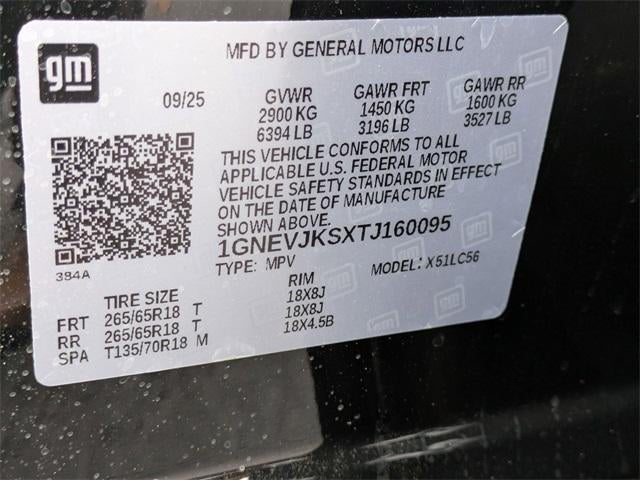 gm
MFD BY GENERAL MOTORS LLC
09/25 GVWR GAWR FRT GAWR RR
2900 KG 1450 KG 1600 KG
6394 LB 3196 LB 3527 LB
THIS VEHICLE CONFORMS TO ALL
APPLICABLE U.S. FEDERAL MOTOR
VEHICLE SAFETY STANDARDS IN EFFECT
ON THE DATE OF MANUFACTURE
SHOWN ABOVE.
1GNEVJKSXTJ160095
TYPE: MPV MODEL: X51LC56
384A
TIRE SIZE RIM
FRT 265/65R18 T 18X8J
RR 265/65R18 T 18X8J
SPA T135/70R18 M 18X4.5B